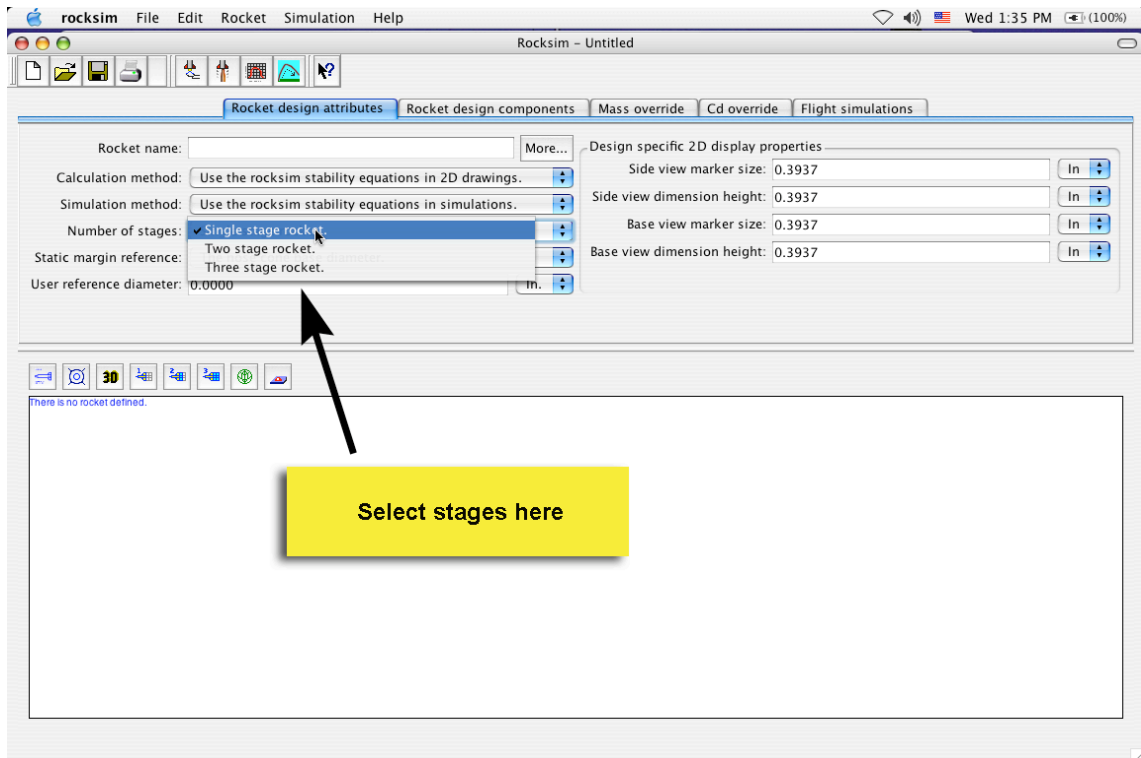 rocksim File Edit Rocket Simulation Help Wed 1:35 PM (100%)
Rocksim – Untitled
Rocket design attributes Rocket design components Mass override Cd override Flight simulations
Rocket name: More...
Calculation method: Use the rocksim stability equations in 2D drawings.
Simulation method: Use the rocksim stability equations in simulations.
Number of stages: ✓Single stage rocket.
Two stage rocket.
Static margin reference:
Three stage rocket.
User reference diameter: 0.0000 In.
Design specific 2D display properties
Side view marker size: 0.3937 In
Side view dimension height: 0.3937 In
Base view marker size: 0.3937 In
Base view dimension height: 0.3937 In
3D 1 2 3
There is no rocket defined.
Select stages here